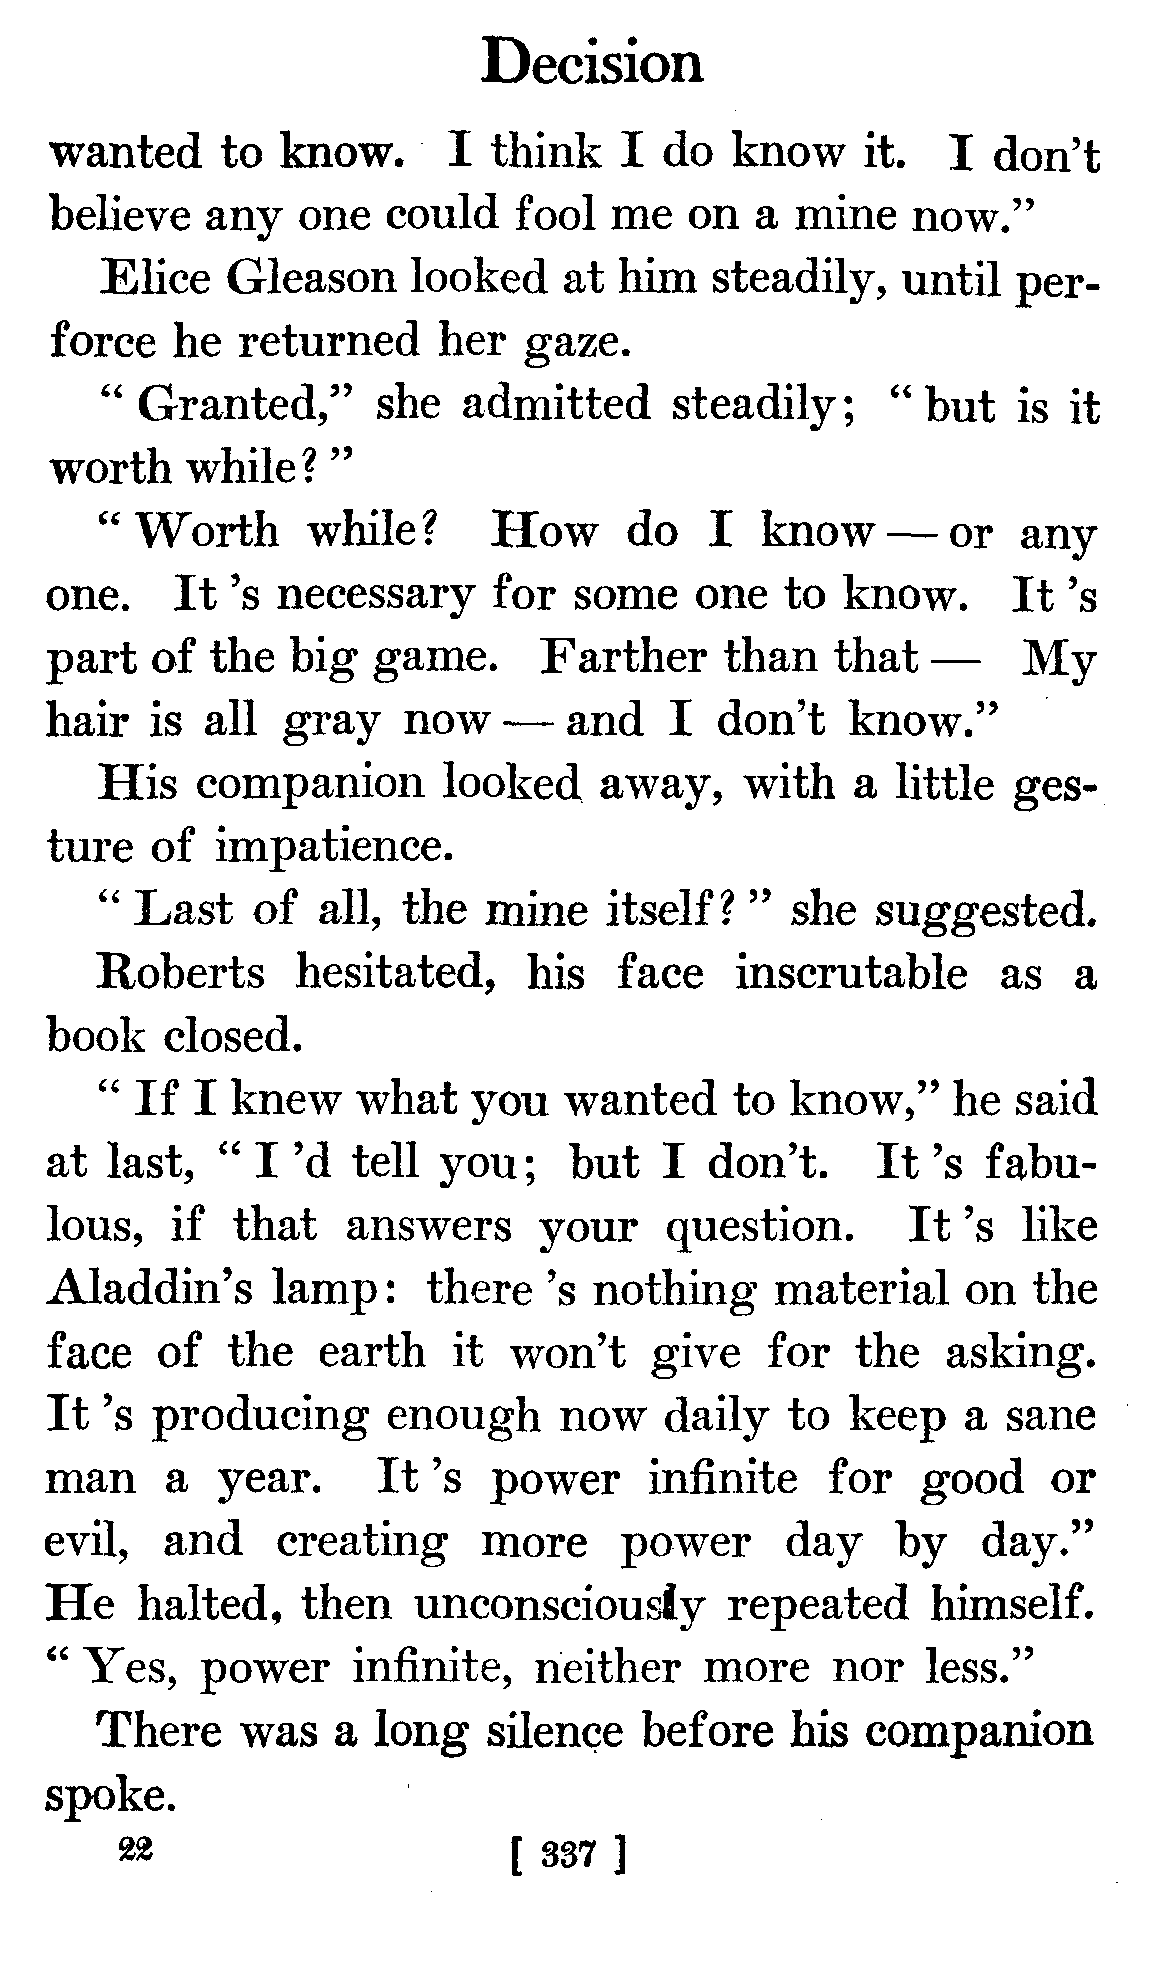 Decision
wanted to know. I think I do know it. I don't
believe any one could fool me on a mine now."
Elice Gleason looked at him steadily, until per-
force he returned her gaze.
" Granted," she admitted steadily; " but is it
worth while? "
" Worth while? How do I know — or any
one. It 's necessary for some one to know. It 's
part of the big game. Farther than that — My
hair is all gray now — and I don't know."
His companion looked away, with a little ges-
ture of impatience.
" Last of all, the mine itself? " she suggested.
Roberts hesitated, his face inscrutable as a
book closed.
" If I knew what you wanted to know," he said
at last, " I 'd tell you; but I don't. It 's fabu-
lous, if that answers your question. It 's like
Aladdin's lamp: there 's nothing material on the
face of the earth it won't give for the asking.
It 's producing enough now daily to keep a sane
man a year. It 's power infinite for good or
evil, and creating more power day by day."
He halted, then unconsciously repeated himself.
" Yes, power infinite, neither more nor less."
There was a long silence before his companion
spoke.
22 [ 337 ]